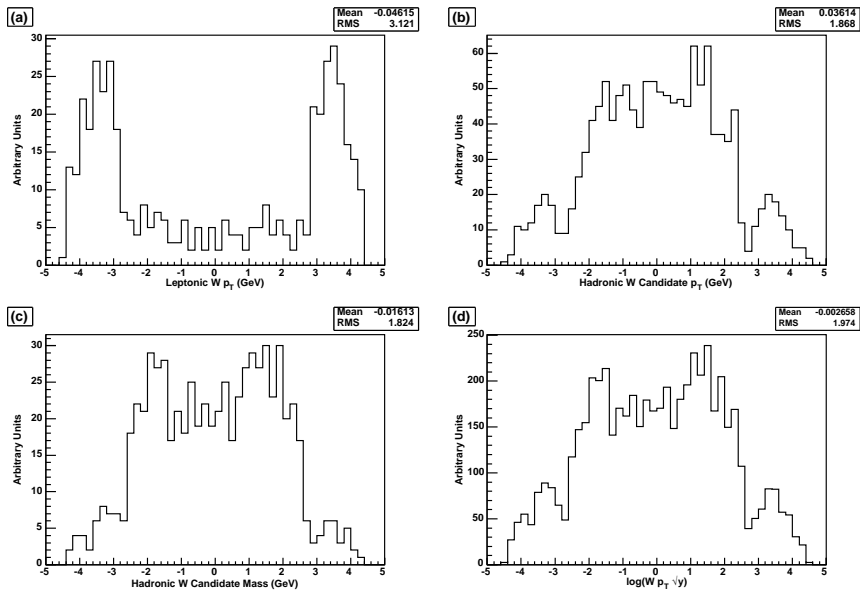 (a)
Mean -0.04615
RMS 3.121
Arbitrary Units
30
25
20
15
10
5
0
-5 -4 -3 -2 -1 0 1 2 3 4 5
Leptonic W p_T (GeV)
(b)
Mean 0.03614
RMS 1.868
Arbitrary Units
60
50
40
30
20
10
0
-5 -4 -3 -2 -1 0 1 2 3 4 5
Hadronic W Candidate p_T (GeV)
(c)
Mean -0.01613
RMS 1.824
Arbitrary Units
30
25
20
15
10
5
0
-5 -4 -3 -2 -1 0 1 2 3 4 5
Hadronic W Candidate Mass (GeV)
(d)
Mean -0.002658
RMS 1.974
Arbitrary Units
250
200
150
100
50
0
-5 -4 -3 -2 -1 0 1 2 3 4 5
log(W p_T √y)